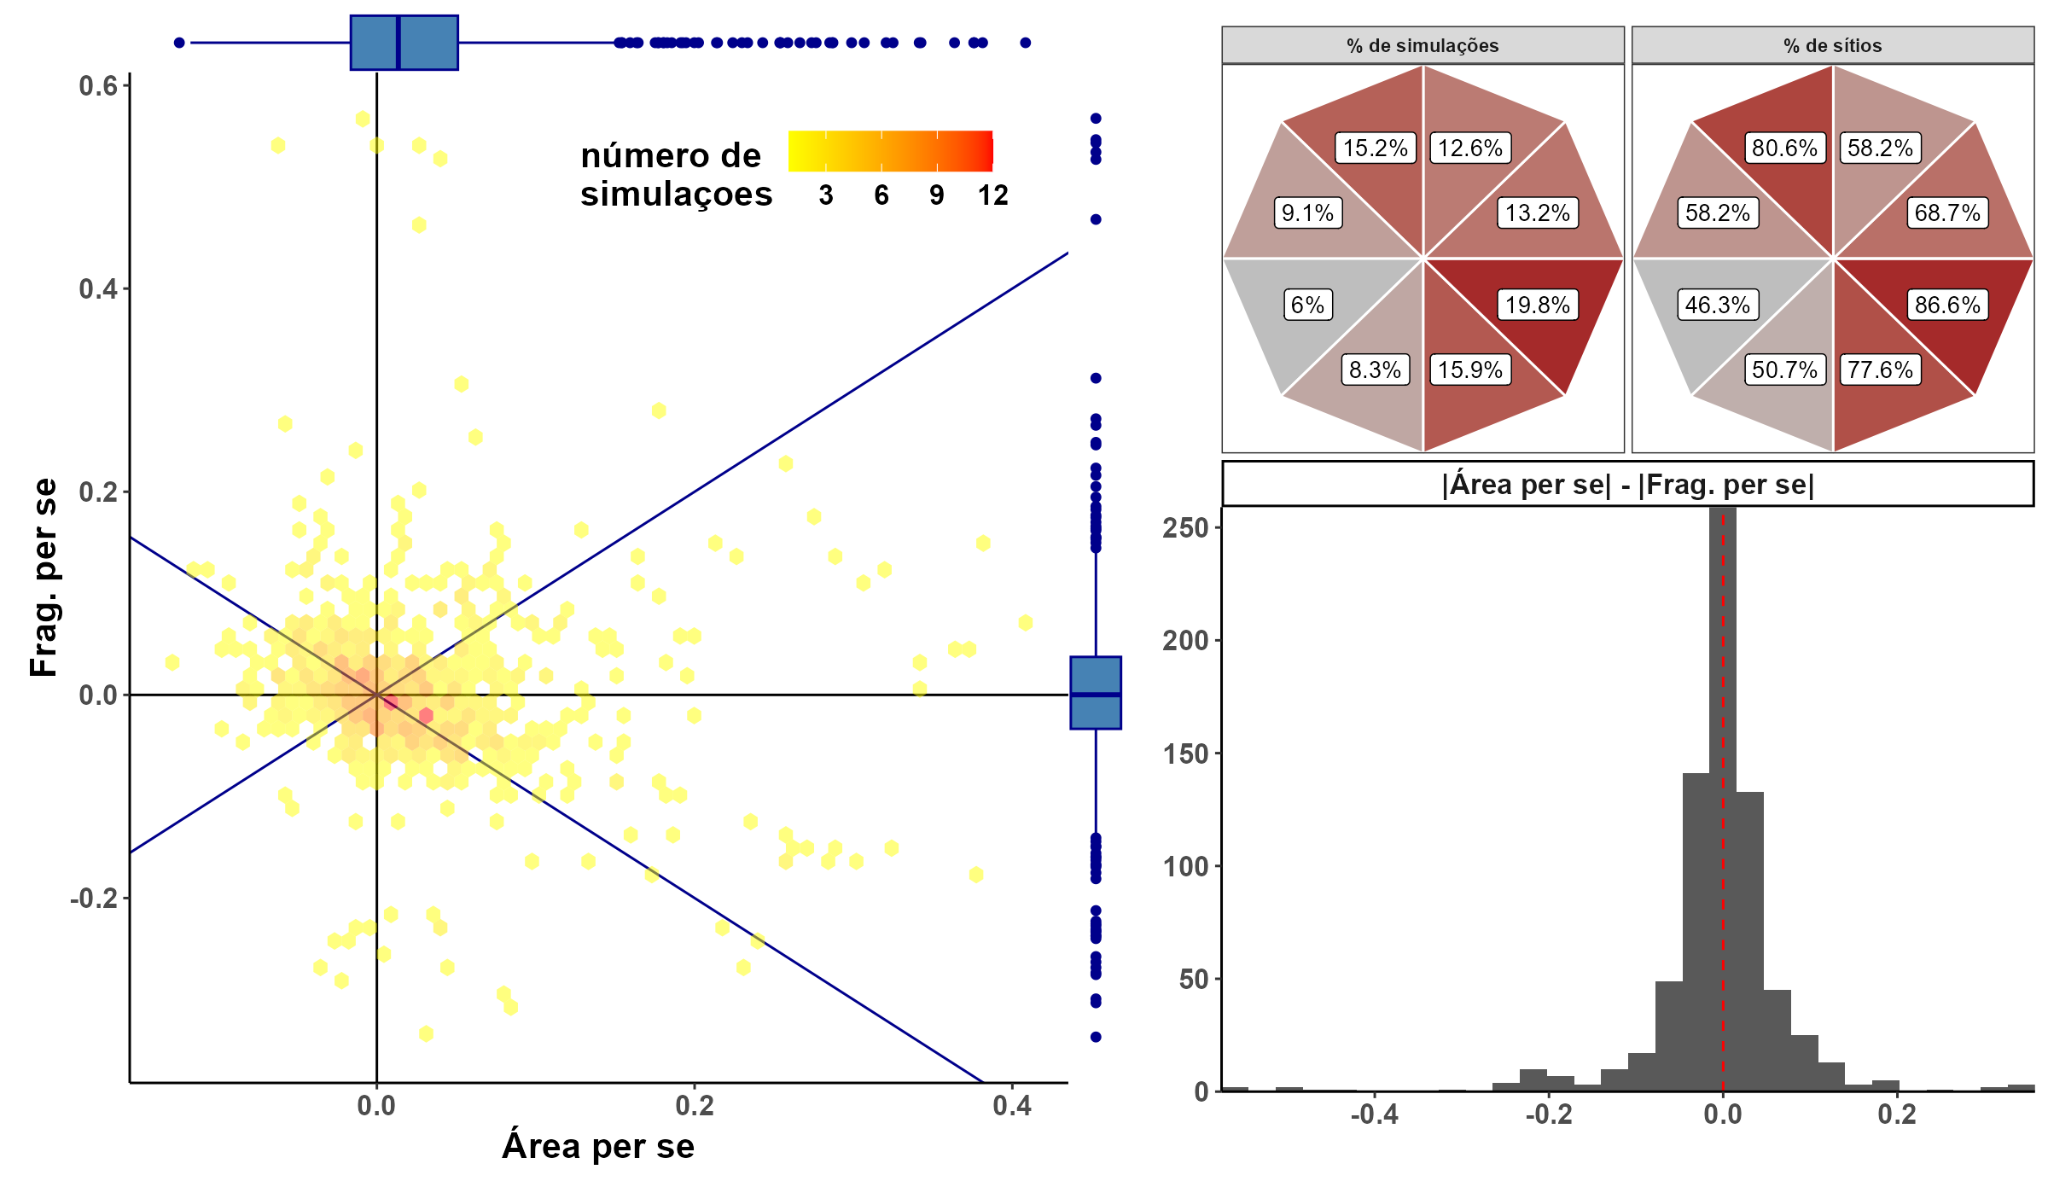 número de
simulaçoes
3 6 9 12
0.6
0.4
0.2
0.0
-0.2
Frag. per se
0.0 0.2 0.4
Área per se
% de simulações
15.2% 12.6%
9.1% 13.2%
6% 19.8%
8.3% 15.9%
% de sítios
80.6% 58.2%
58.2% 68.7%
46.3% 86.6%
50.7% 77.6%
|Área per se| - |Frag. per se|
250
200
150
100
50
0
-0.4 -0.2 0.0 0.2